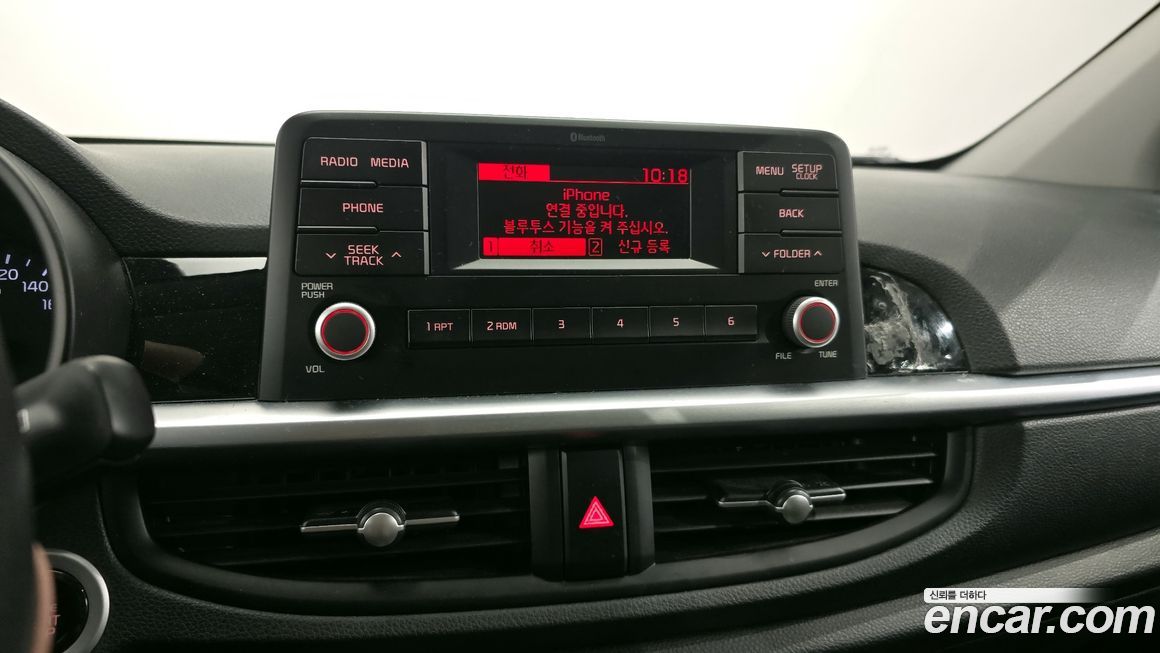 Bluetooth
RADIO MEDIA
전화 10:18
MENU SETUP
CLOCK
iPhone
연결 중입니다.
블루투스 기능을 켜 주십시오.
1 취소 2 신규 등록
PHONE
BACK
SEEK
TRACK
FOLDER
POWER
PUSH
ENTER
1 RPT 2 RDM 3 4 5 6
VOL
FILE TUNE
20 140
신뢰를 더하다
encar.com